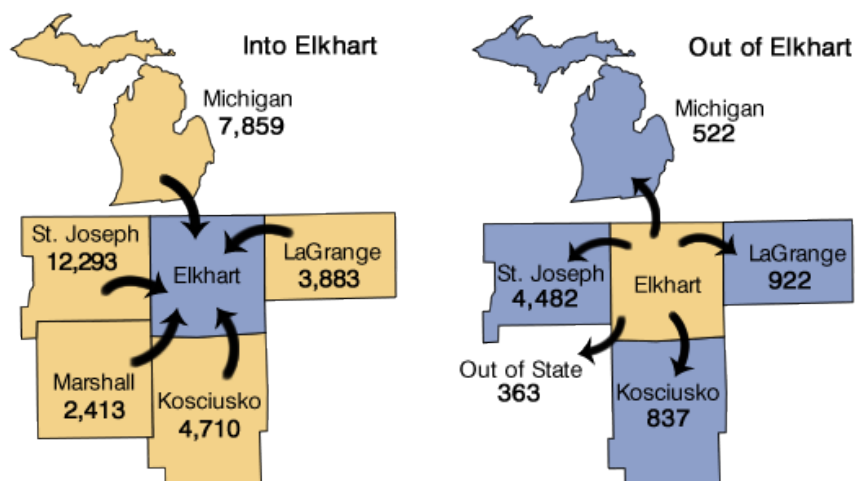 Into Elkhart
Michigan
7,859
St. Joseph
12,293
Elkhart
LaGrange
3,883
Marshall
2,413
Kosciusko
4,710
Out of Elkhart
Michigan
522
St. Joseph
4,482
Elkhart
LaGrange
922
Out of State
363
Kosciusko
837